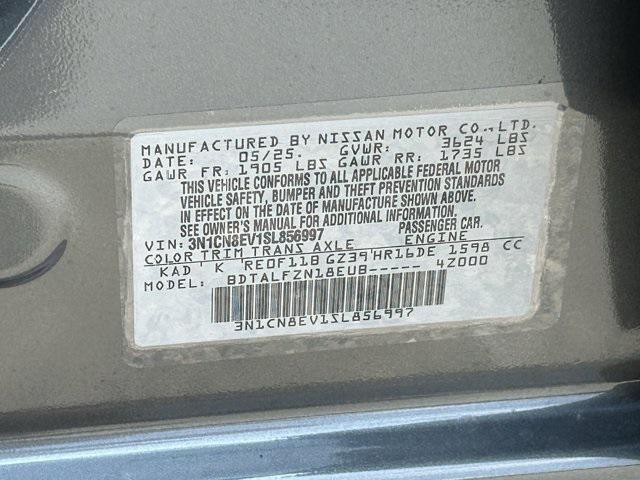 MANUFACTURED BY NISSAN MOTOR CO., LTD.
DATE: 05/25. GVWR: 3624 LBS
GAWR FR: 1905 LBS GAWR RR: 1735 LBS
THIS VEHICLE CONFORMS TO ALL APPLICABLE FEDERAL MOTOR
VEHICLE SAFETY, BUMPER AND THEFT PREVENTION STANDARDS
IN EFFECT ON THE DATE OF MANUFACTURE SHOWN ABOVE.
SEE OWNER'S MANUAL FOR ADDITIONAL INFORMATION.
VIN: 3N1CN8EV1SL856997 PASSENGER CAR.
COLOR TRIM TRANS AXLE ENGINE
KAD K RE0F11B GZ39 HR16DE 1598 CC
MODEL: BDTALFZN18EUB----- 4Z000
3N1CN8EV1SL856997